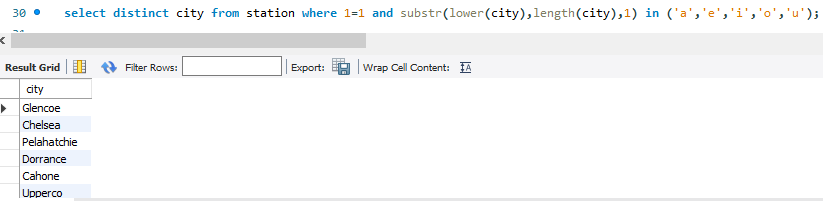 30 select distinct city from station where 1=1 and substr(lower(city),length(city),1) in ('a','e','i','o','u');
Result Grid Filter Rows: Export: Wrap Cell Content:
city
Glencoe
Chelsea
Pelahatchie
Dorrance
Cahone
Upperco